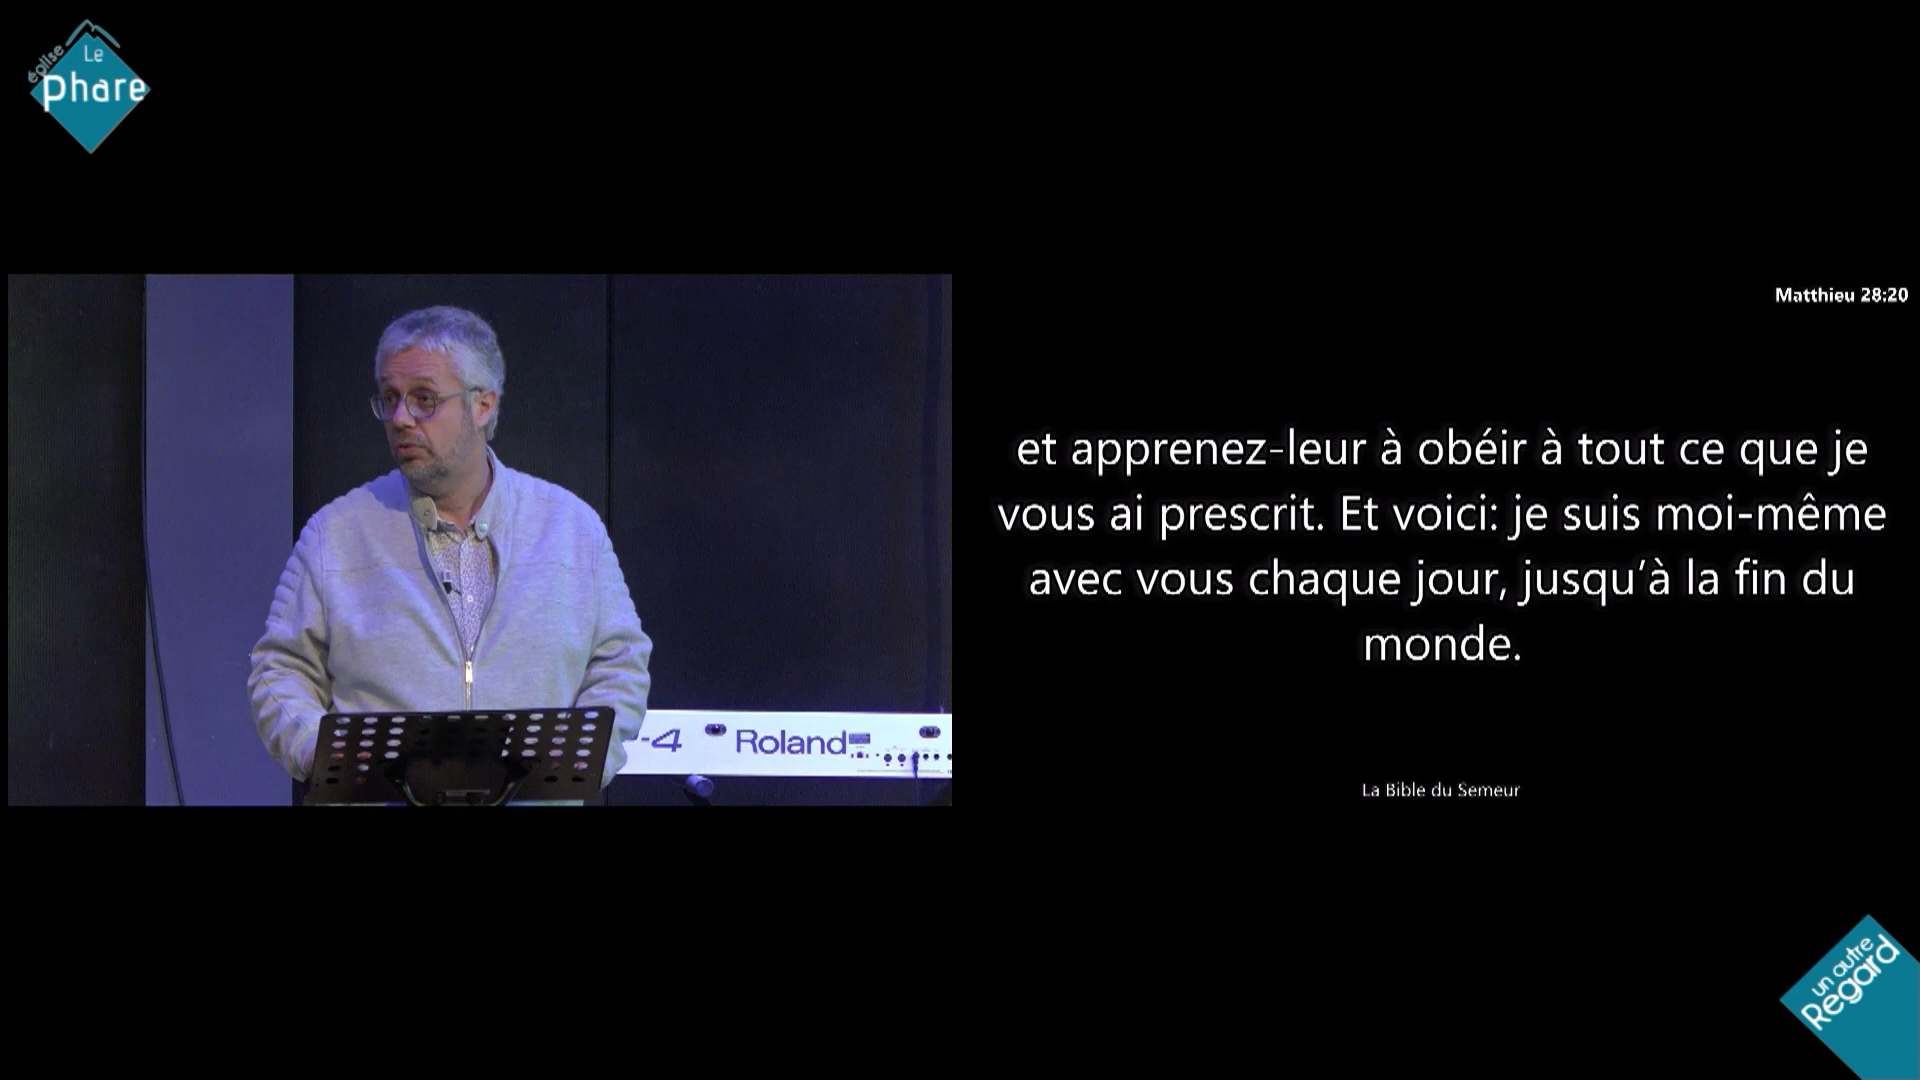 église
Le
Phare
Matthieu 28:20
et apprenez-leur à obéir à tout ce que je
vous ai prescrit. Et voici: je suis moi-même
avec vous chaque jour, jusqu’à la fin du
monde.
-4 Roland
La Bible du Semeur
un autre
Regard